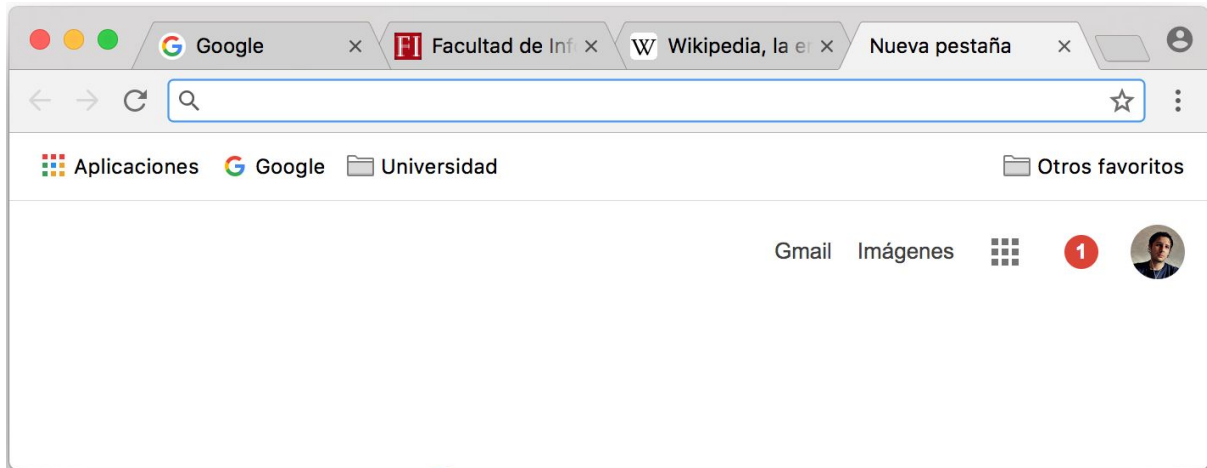 Google Facultad de Inf Wikipedia, la e Nueva pestaña
Aplicaciones Google Universidad Otros favoritos
Gmail Imágenes 1